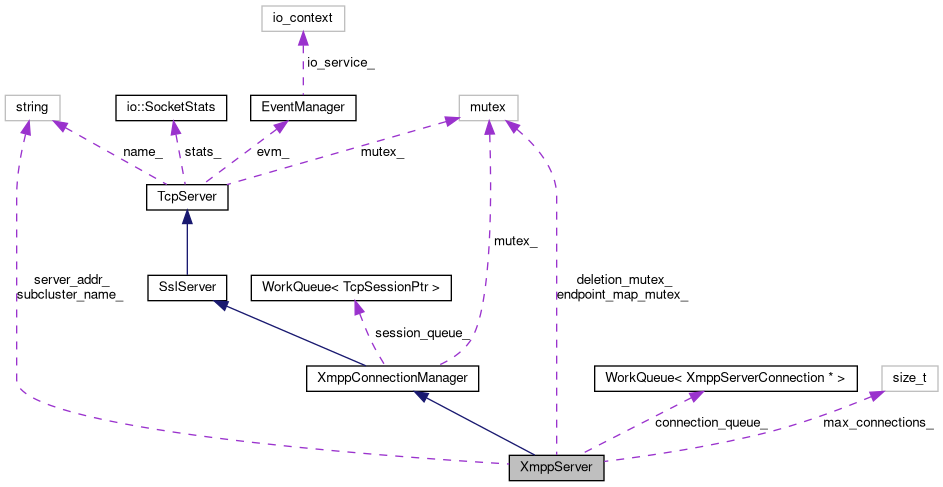 io_context
io_service_
string
io::SocketStats
EventManager
mutex
name_
stats_
evm_
mutex_
TcpServer
mutex_
server_addr_
subcluster_name_
SslServer
WorkQueue< TcpSessionPtr >
deletion_mutex_
endpoint_map_mutex_
session_queue_
XmppConnectionManager
WorkQueue< XmppServerConnection * >
size_t
connection_queue_
max_connections_
XmppServer